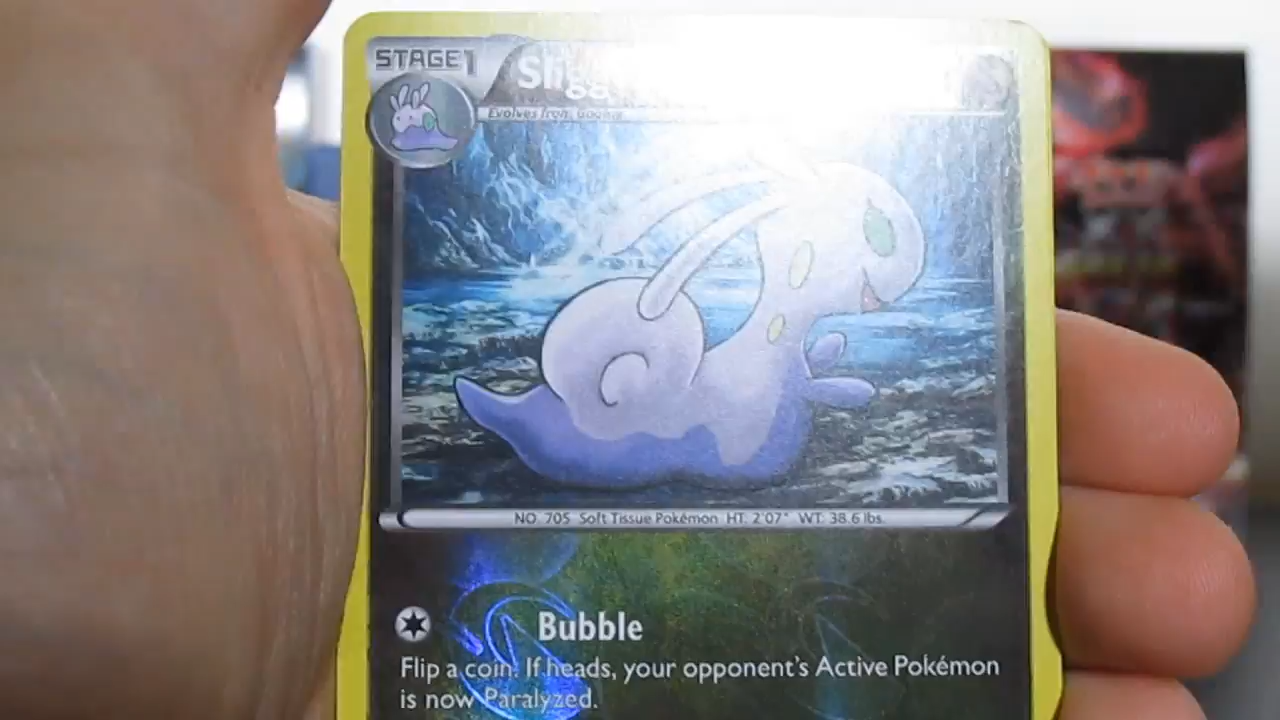 STAGE1
Sligg
Evolves from Goomy
NO. 705 Soft Tissue Pokémon HT: 2'07" WT: 38.6 lbs.
Bubble
Flip a coin. If heads, your opponent's Active Pokémon
is now Paralyzed.